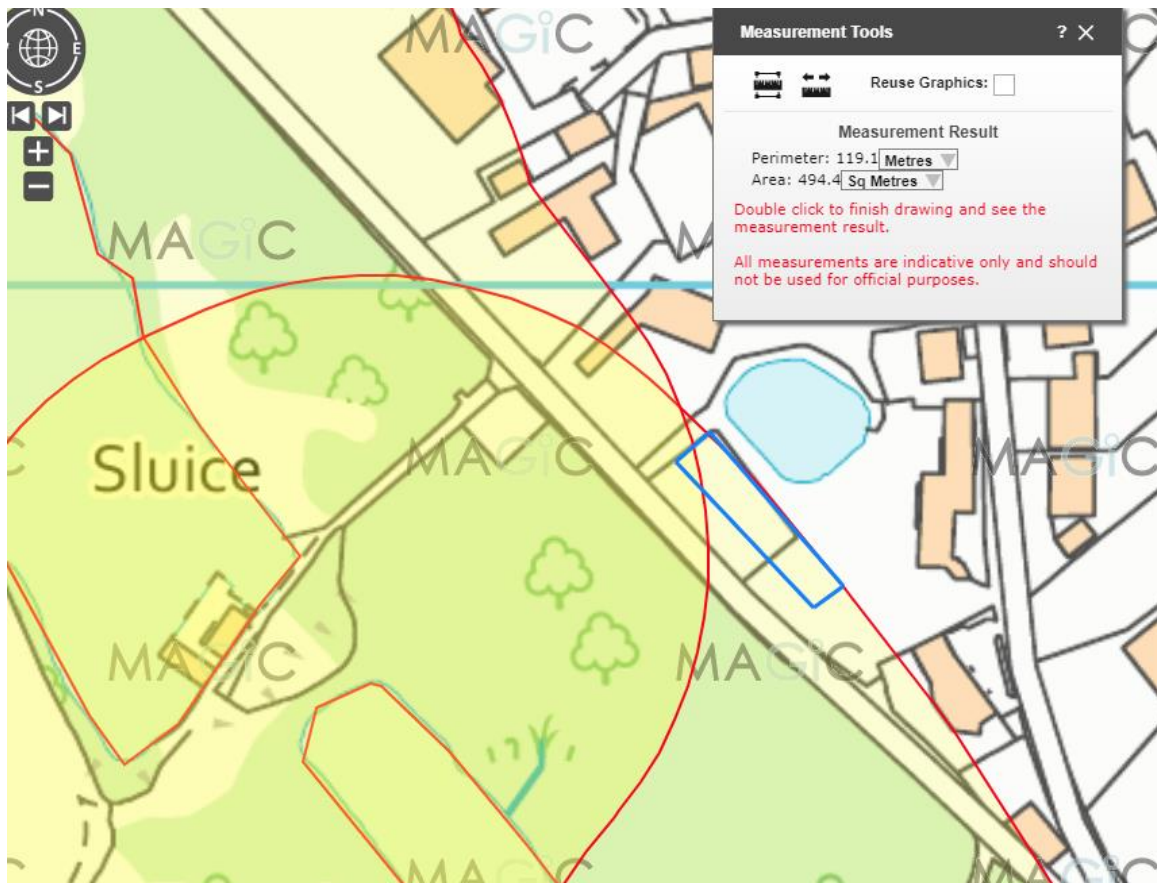 N
E
S
MAGiC
Measurement Tools ? X
Reuse Graphics:
Measurement Result
Perimeter: 119.1 Metres
Area: 494.4 Sq Metres
Double click to finish drawing and see the
measurement result.
All measurements are indicative only and should
not be used for official purposes.
MAGiC
Sluice
MAGiC
MAGiC
MAGiC
MAGiC